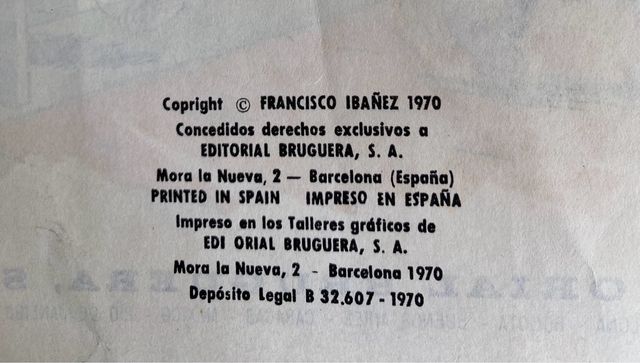 Copright © FRANCISCO IBAÑEZ 1970
Concedidos derechos exclusivos a
EDITORIAL BRUGUERA, S. A.
Mora la Nueva, 2 — Barcelona (España)
PRINTED IN SPAIN IMPRESO EN ESPAÑA
Impreso en los Talleres gráficos de
EDI ORIAL BRUGUERA, S. A.
Mora la Nueva, 2 - Barcelona 1970
Depósito Legal B 32.607 - 1970